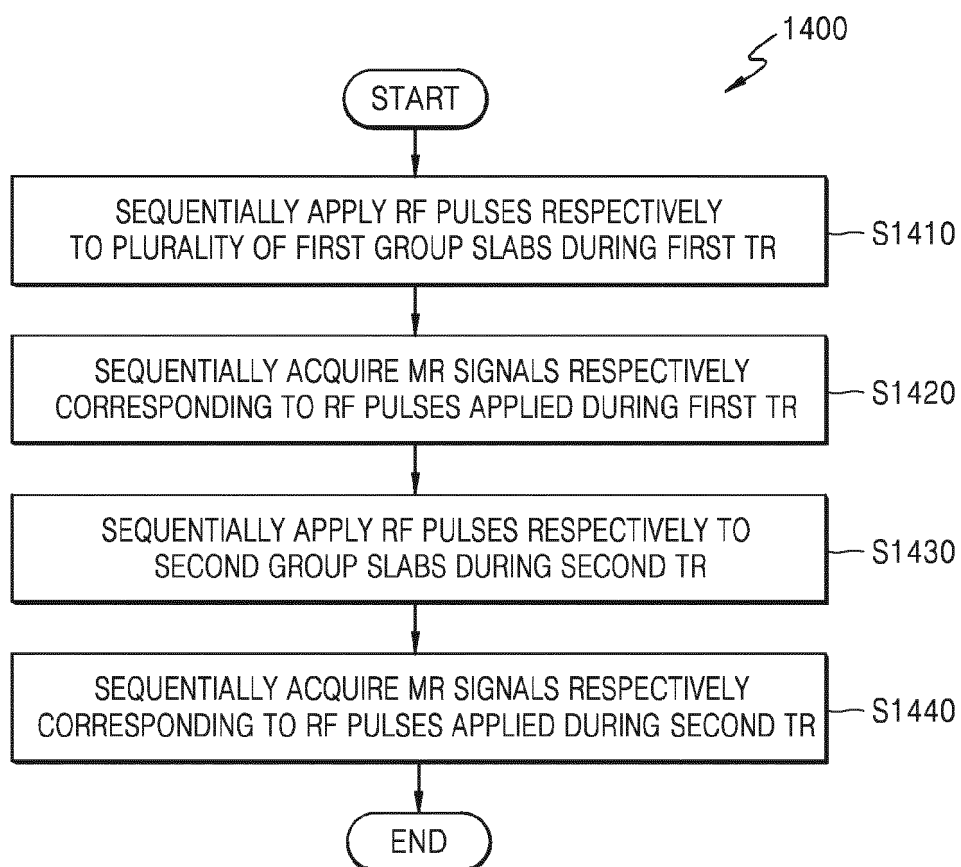 1400
START
SEQUENTIALLY APPLY RF PULSES RESPECTIVELY
TO PLURALITY OF FIRST GROUP SLABS DURING FIRST TR
S1410
SEQUENTIALLY ACQUIRE MR SIGNALS RESPECTIVELY
CORRESPONDING TO RF PULSES APPLIED DURING FIRST TR
S1420
SEQUENTIALLY APPLY RF PULSES RESPECTIVELY TO
SECOND GROUP SLABS DURING SECOND TR
S1430
SEQUENTIALLY ACQUIRE MR SIGNALS RESPECTIVELY
CORRESPONDING TO RF PULSES APPLIED DURING SECOND TR
S1440
END